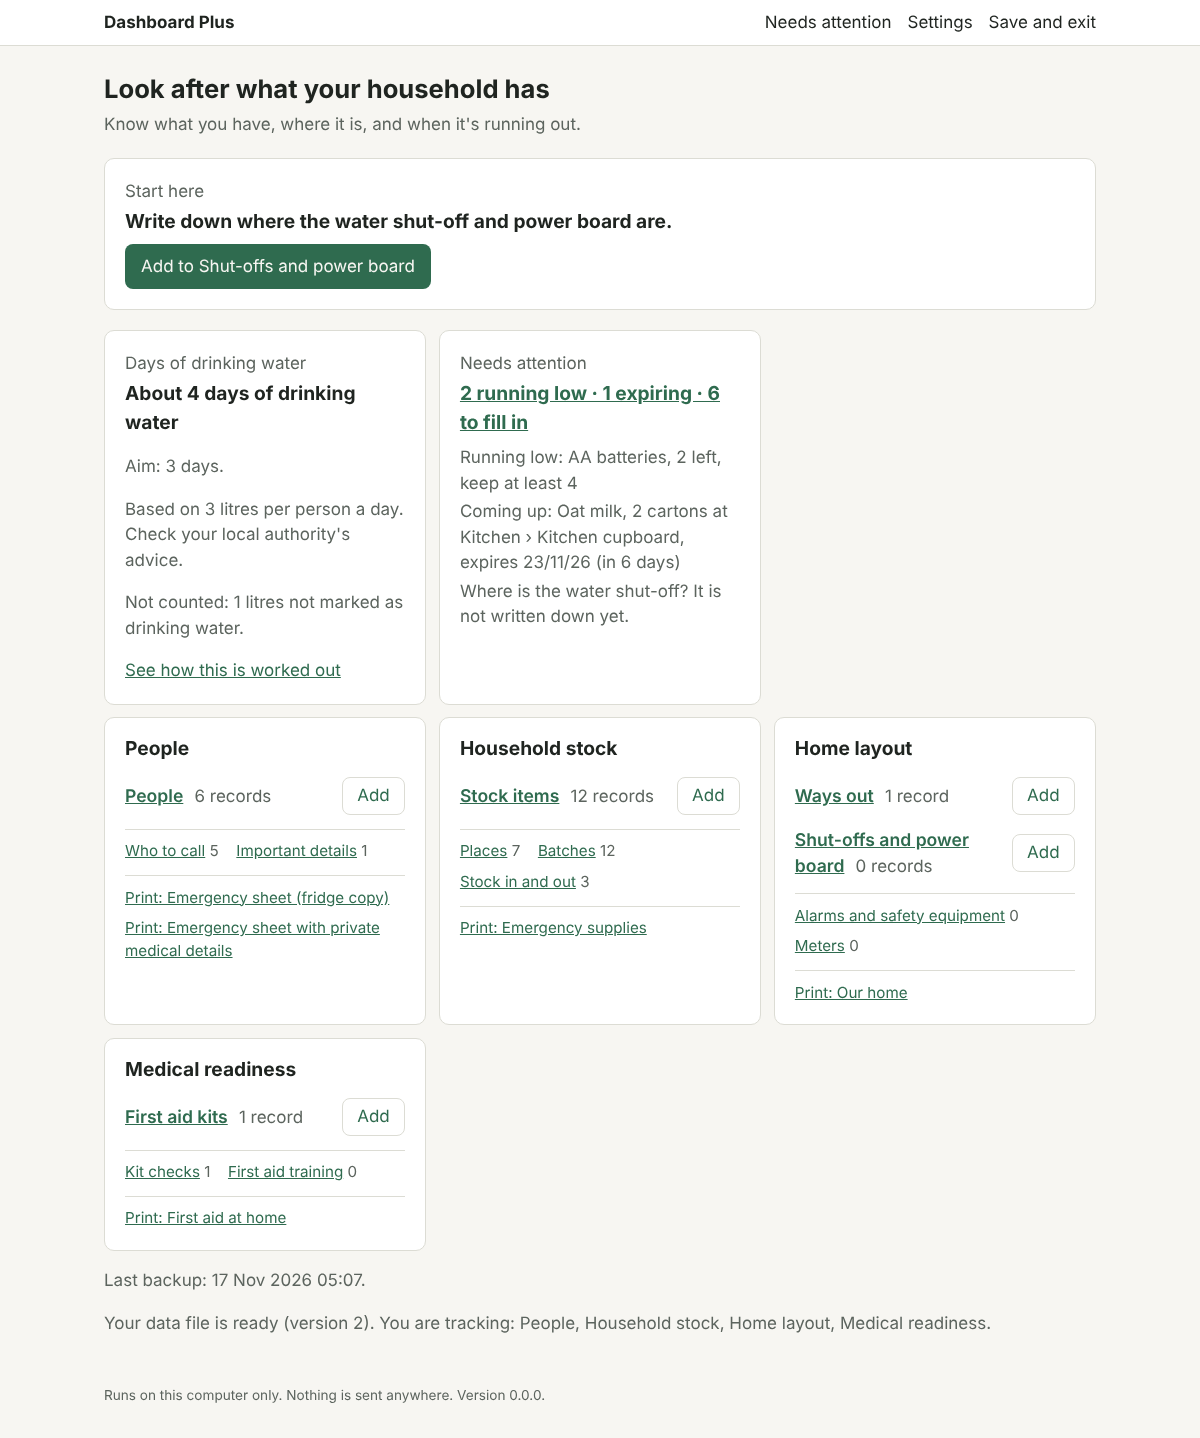 Dashboard Plus
Needs attention
Settings
Save and exit
Look after what your household has
Know what you have, where it is, and when it's running out.
Start here
Write down where the water shut-off and power board are.
Add to Shut-offs and power board
Days of drinking water
About 4 days of drinking
water
Aim: 3 days.
Based on 3 litres per person a day.
Check your local authority's
advice.
Not counted: 1 litres not marked as
drinking water.
See how this is worked out
Needs attention
2 running low · 1 expiring · 6
to fill in
Running low: AA batteries, 2 left,
keep at least 4
Coming up: Oat milk, 2 cartons at
Kitchen › Kitchen cupboard,
expires 23/11/26 (in 6 days)
Where is the water shut-off? It is
not written down yet.
People
People 6 records
Add
Who to call 5 Important details 1
Print: Emergency sheet (fridge copy)
Print: Emergency sheet with private
medical details
Household stock
Stock items 12 records
Add
Places 7 Batches 12
Stock in and out 3
Print: Emergency supplies
Home layout
Ways out 1 record
Add
Shut-offs and power
board 0 records
Add
Alarms and safety equipment 0
Meters 0
Print: Our home
Medical readiness
First aid kits 1 record
Add
Kit checks 1 First aid training 0
Print: First aid at home
Last backup: 17 Nov 2026 05:07.
Your data file is ready (version 2). You are tracking: People, Household stock, Home layout, Medical readiness.
Runs on this computer only. Nothing is sent anywhere. Version 0.0.0.